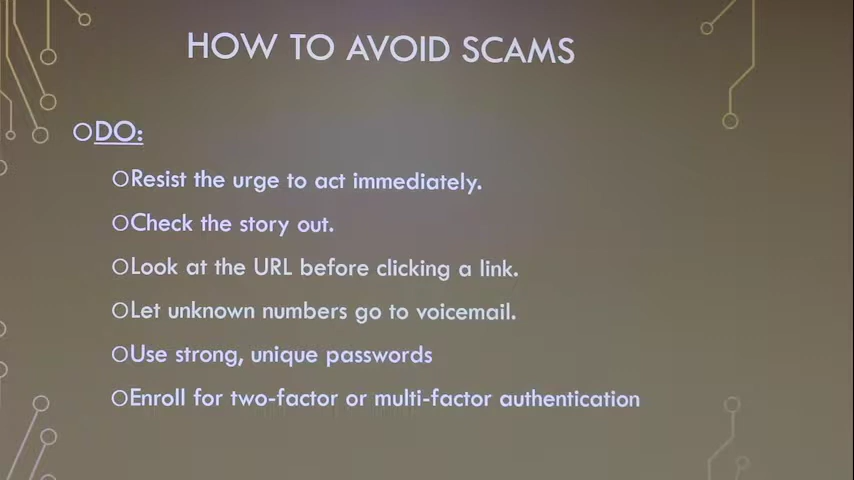 HOW TO AVOID SCAMS
DO:
Resist the urge to act immediately.
Check the story out.
Look at the URL before clicking a link.
Let unknown numbers go to voicemail.
Use strong, unique passwords
Enroll for two-factor or multi-factor authentication